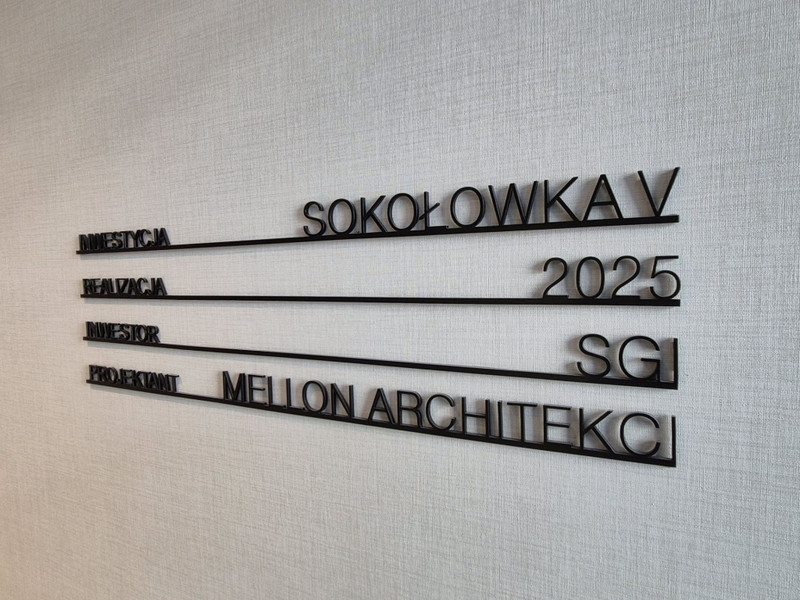 INWESTYCJA SOKOŁOWKA V
REALIZACJA 2025
INWESTOR SGI
PROJEKTANT MELLON ARCHITEKCI